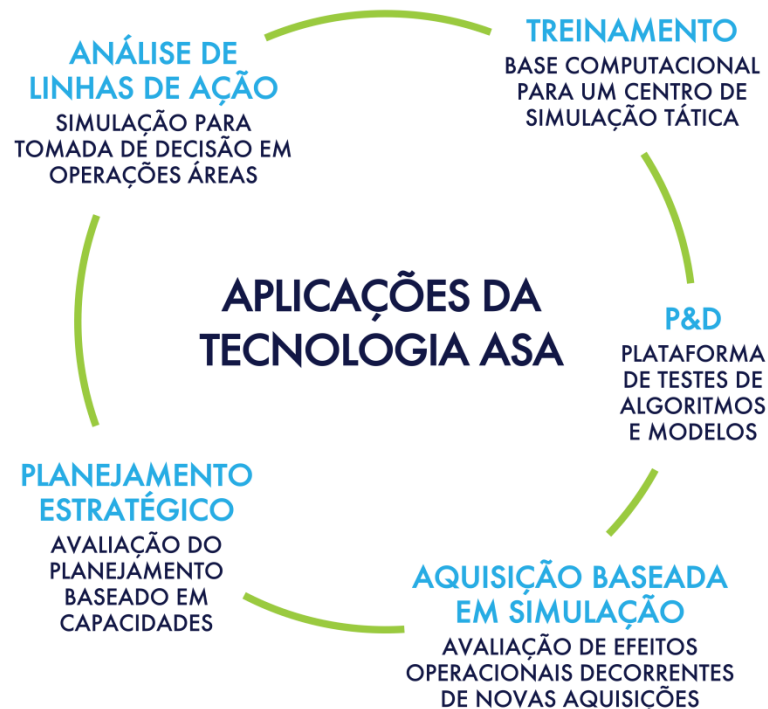 ANÁLISE DE
LINHAS DE AÇÃO
SIMULAÇÃO PARA
TOMADA DE DECISÃO EM
OPERAÇÕES ÁREAS
TREINAMENTO
BASE COMPUTACIONAL
PARA UM CENTRO DE
SIMULAÇÃO TÁTICA
APLICAÇÕES DA
TECNOLOGIA ASA
P&D
PLATAFORMA
DE TESTES DE
ALGORITMOS
E MODELOS
PLANEJAMENTO
ESTRATÉGICO
AVALIAÇÃO DO
PLANEJAMENTO
BASEADO EM
CAPACIDADES
AQUISIÇÃO BASEADA
EM SIMULAÇÃO
AVALIAÇÃO DE EFEITOS
OPERACIONAIS DECORRENTES
DE NOVAS AQUISIÇÕES